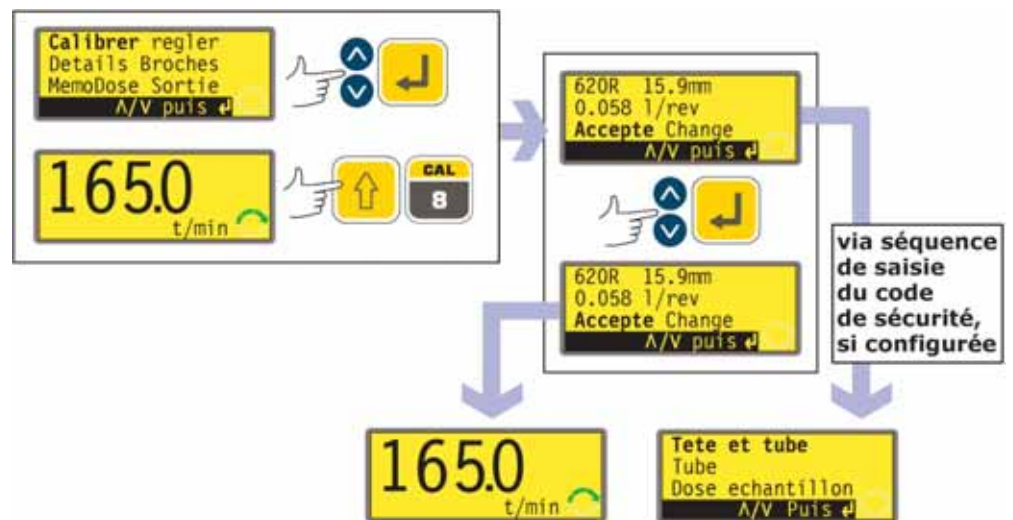 Calibrer regler
Details Broches
MemoDose Sortie
Λ/V puis ↲
165.0
t/min
CAL
8
620R 15.9mm
0.058 l/rev
Accepte Change
Λ/V puis ↲
620R 15.9mm
0.058 l/rev
Accepte Change
Λ/V puis ↲
via séquence
de saisie
du code
de sécurité,
si configurée
165.0
t/min
Tete et tube
Tube
Dose echantillon
Λ/V Puis ↲